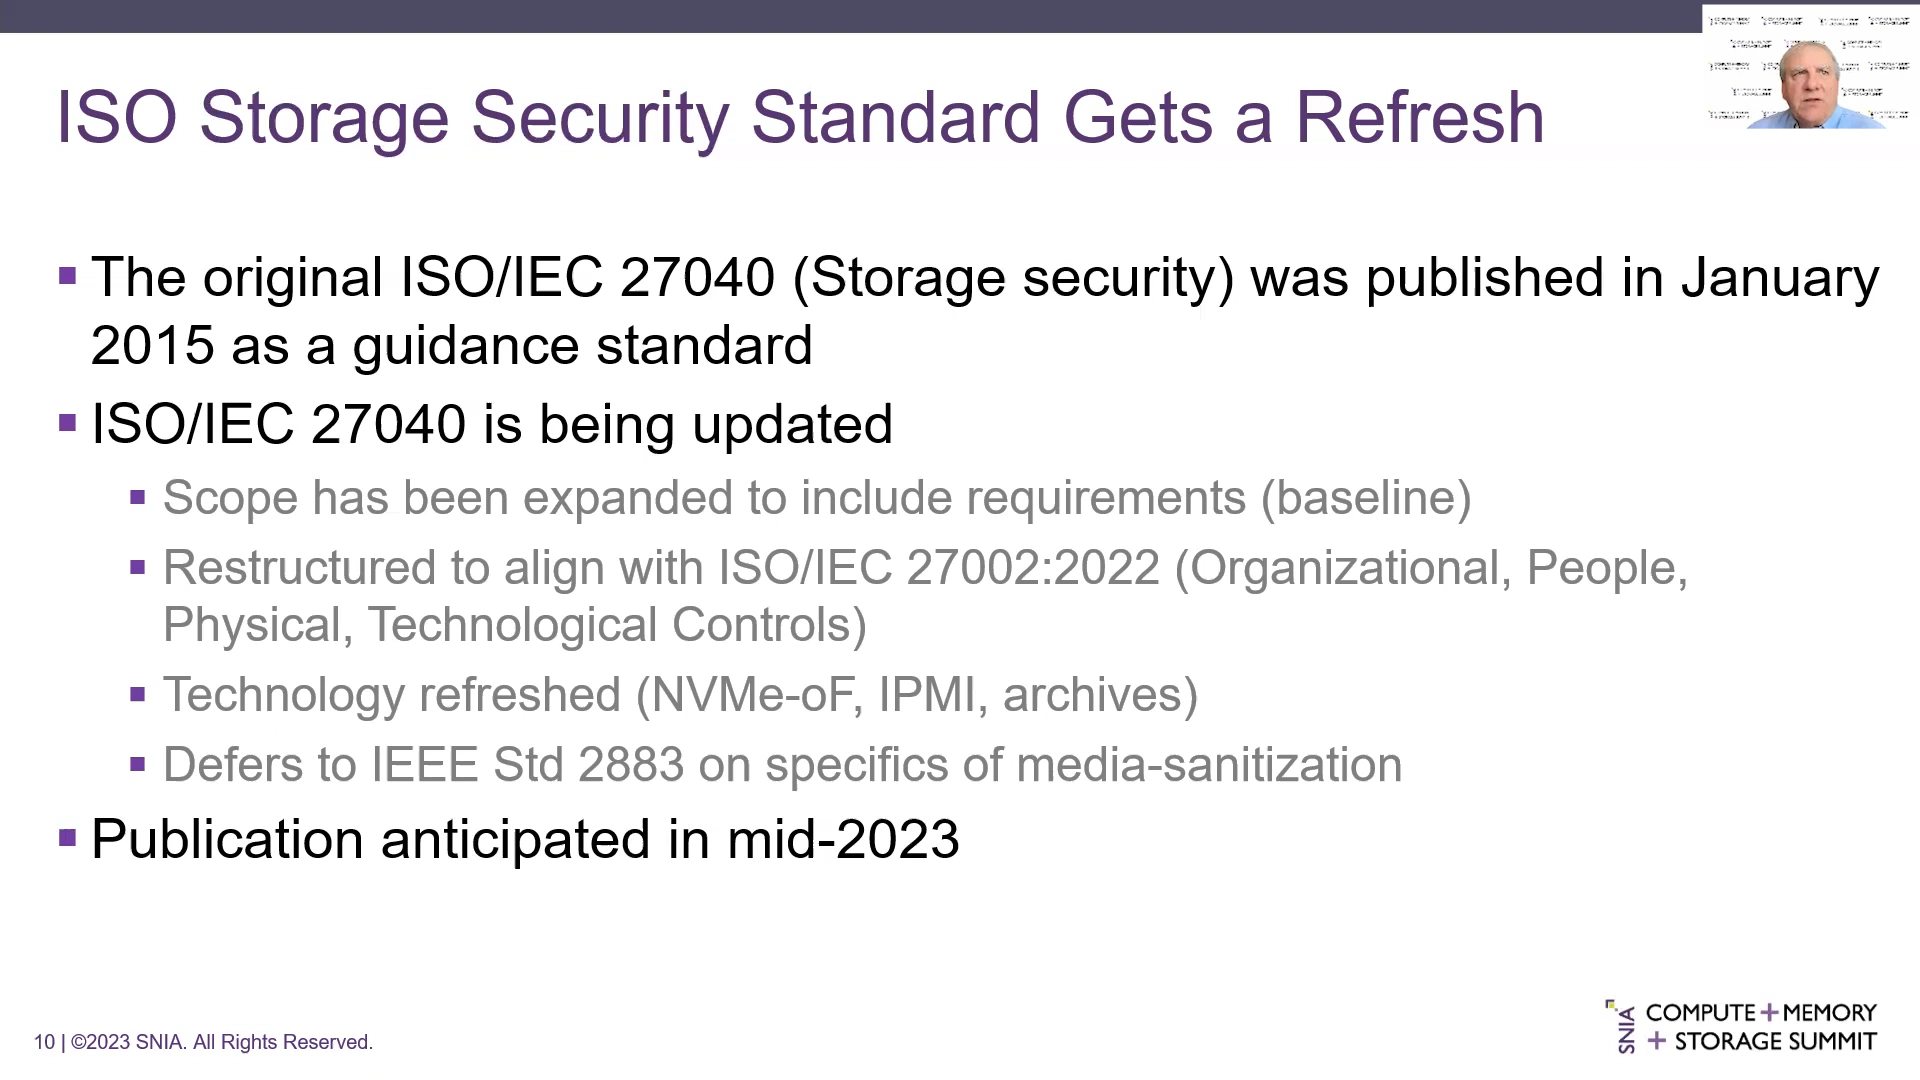 ISO Storage Security Standard Gets a Refresh
▪ The original ISO/IEC 27040 (Storage security) was published in January
2015 as a guidance standard
▪ ISO/IEC 27040 is being updated
▪ Scope has been expanded to include requirements (baseline)
▪ Restructured to align with ISO/IEC 27002:2022 (Organizational, People,
Physical, Technological Controls)
▪ Technology refreshed (NVMe-oF, IPMI, archives)
▪ Defers to IEEE Std 2883 on specifics of media-sanitization
▪ Publication anticipated in mid-2023
10 | ©2023 SNIA. All Rights Reserved.
SNIA
COMPUTE + MEMORY
+ STORAGE SUMMIT